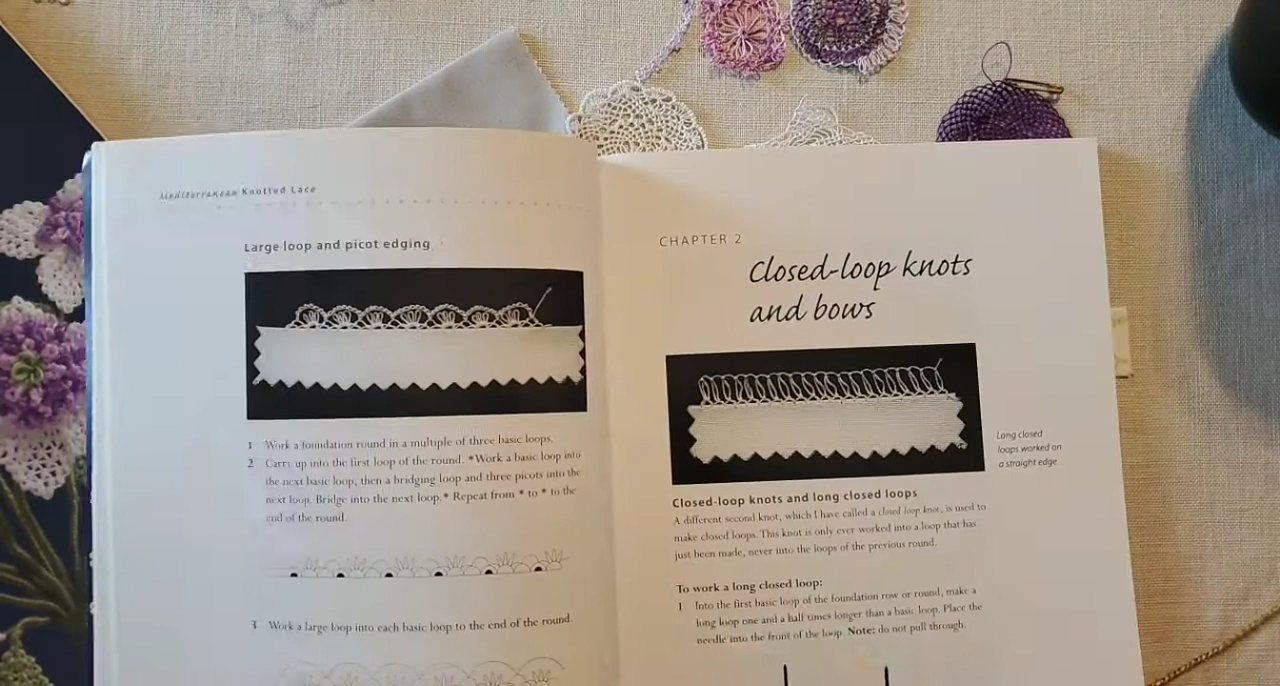 Mediterranean Knotted Lace
Large loop and picot edging
1 Work a foundation round in a multiple of three basic loops.
2 Carry up into the first loop of the round. *Work a basic loop into
the next basic loop, then a bridging loop and three picots into the
next loop. Bridge into the next loop.* Repeat from * to * to the
end of the round.
3 Work a large loop into each basic loop to the end of the round.
CHAPTER 2
Closed-loop knots
and bows
Long closed
loops worked on
a straight edge
Closed-loop knots and long closed loops
A different second knot, which I have called a closed loop knot, is used to
make closed loops. This knot is only ever worked into a loop that has
just been made, never into the loops of the previous round.
To work a long closed loop:
1 Into the first basic loop of the foundation row or round, make a
long loop one and a half times longer than a basic loop. Place the
needle into the front of the loop. Note: do not pull through.